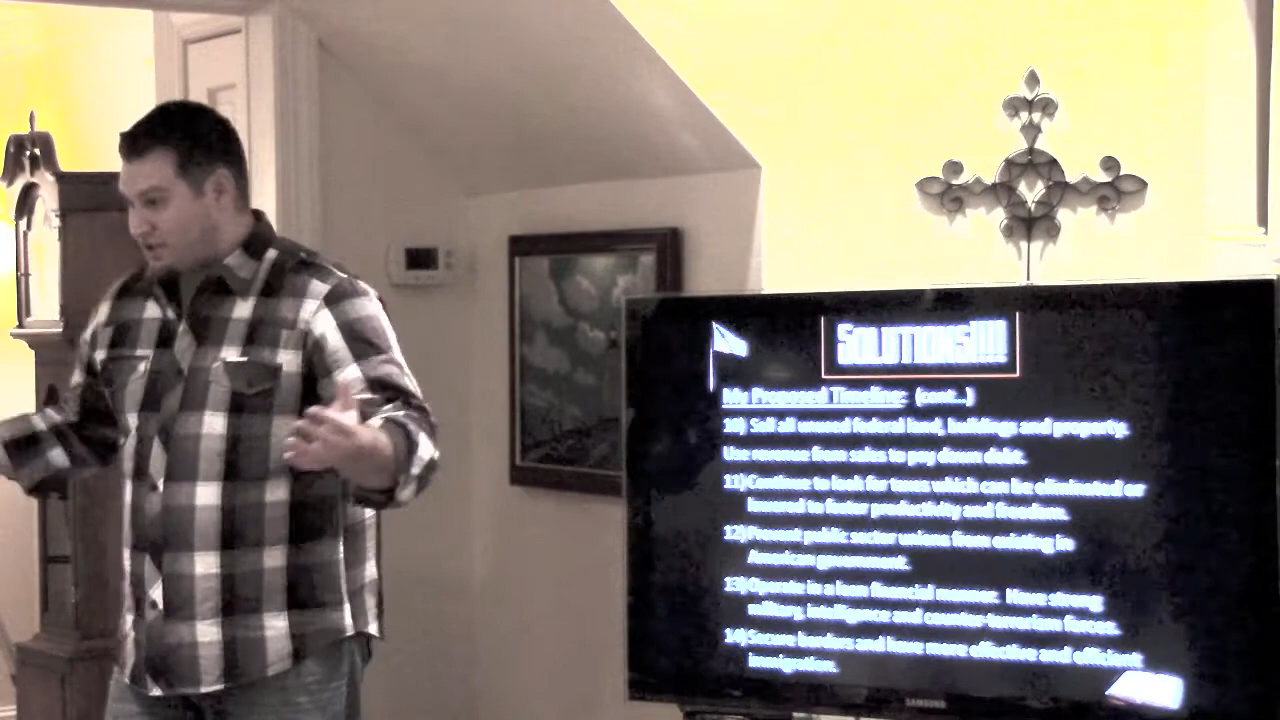 SOLUTIONS!!!!
My Proposed Timeline: (cont...)
10) Sell all unused federal land, buildings and property.
Use revenue from sales to pay down debt.
11)Continue to look for taxes which can be eliminated or
lowered to foster productivity and freedom.
12)Prevent public sector unions from existing in
American government.
13)Operate in a lean financial manner. Have strong
military, intelligence and counter-terrorism forces.
14)Secure borders and have more effective and efficient
immigration.
SAMSUNG